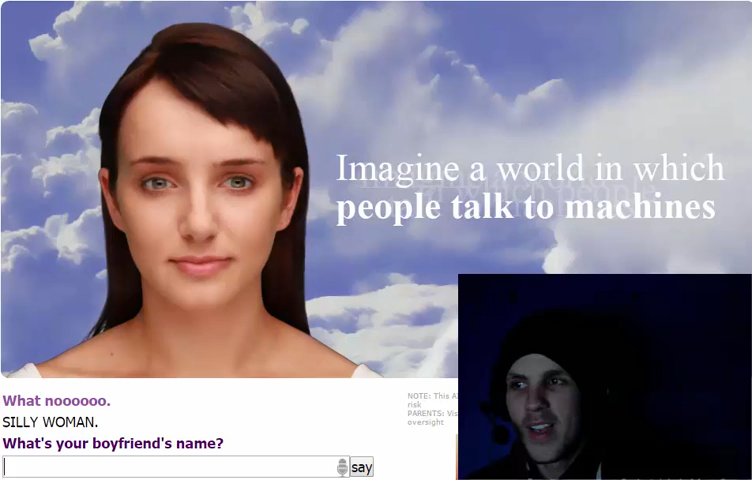 Imagine a world in which
people talk to machines
What noooooo.
SILLY WOMAN.
What's your boyfriend's name?
say
NOTE: This
risk
PARENTS: Vis
oversight